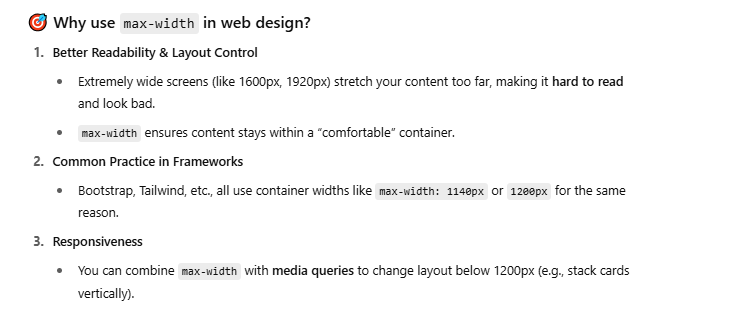 🎯 Why use max-width in web design?
1. Better Readability & Layout Control
• Extremely wide screens (like 1600px, 1920px) stretch your content too far, making it hard to read
and look bad.
• max-width ensures content stays within a “comfortable” container.
2. Common Practice in Frameworks
• Bootstrap, Tailwind, etc., all use container widths like max-width: 1140px or 1200px for the same
reason.
3. Responsiveness
• You can combine max-width with media queries to change layout below 1200px (e.g., stack cards
vertically).